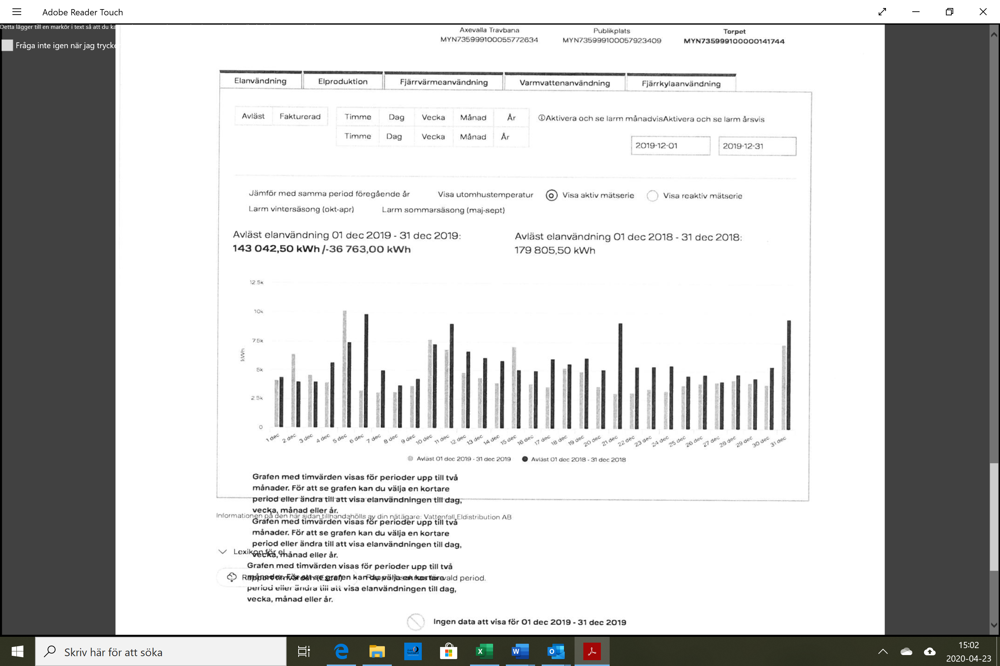 Adobe Reader Touch
Detta lägger till en markör i text så att du ka
Fråga inte igen när jag trycke
Axevalla Travbana
MYN735999100055772634
Publikplats
MYN735999100057923409
Torpet
MYN735999100000141744
Elanvändning
Elproduktion
Fjärrvärmeanvändning
Varmvattenanvändning
Fjärrkylaanvändning
Avläst Fakturerad
Timme Dag Vecka Månad År
ⓘAktivera och se larm månadvisAktivera och se larm årsvis
Timme Dag Vecka Månad År
2019-12-01
2019-12-31
Jämför med samma period föregående år
Visa utomhustemperatur
Visa aktiv mätserie
Visa reaktiv mätserie
Larm vintersäsong (okt-apr)
Larm sommarsäsong (maj-sept)
Avläst elanvändning 01 dec 2019 - 31 dec 2019:
143 042,50 kWh /-36 763,00 kWh
Avläst elanvändning 01 dec 2018 - 31 dec 2018:
179 805,50 kWh
12.5k
10k
7.5k
kWh
5k
2.5k
0
1 dec
2 dec
3 dec
4 dec
5 dec
6 dec
7 dec
8 dec
9 dec
10 dec
11 dec
12 dec
13 dec
14 dec
15 dec
16 dec
17 dec
18 dec
19 dec
20 dec
21 dec
22 dec
23 dec
24 dec
25 dec
26 dec
27 dec
28 dec
29 dec
30 dec
31 dec
Avläst 01 dec 2019 - 31 dec 2019
Avläst 01 dec 2018 - 31 dec 2018
Grafen med timvärden visas för perioder upp till två
månader. För att se grafen kan du välja en kortare
period eller ändra till att visa elanvändningen till dag,
vecka, månad eller år.
Informationen på den här sidan tillhandahölls av din nätägare: Vattenfall Eldistribution AB
Grafen med timvärden visas för perioder upp till två
månader. För att se grafen kan du välja en kortare
period eller ändra till att visa elanvändningen till dag,
Lexikon för el
vecka, månad eller år.
Grafen med timvärden visas för perioder upp till två
månader. För att se grafen kan du välja en kortare
Rapport timvärden (Excel)
vald period.
period eller ändra till att visa elanvändningen till dag,
vecka, månad eller år.
Ingen data att visa för 01 dec 2019 - 31 dec 2019
Skriv här för att söka
15:02
2020-04-23